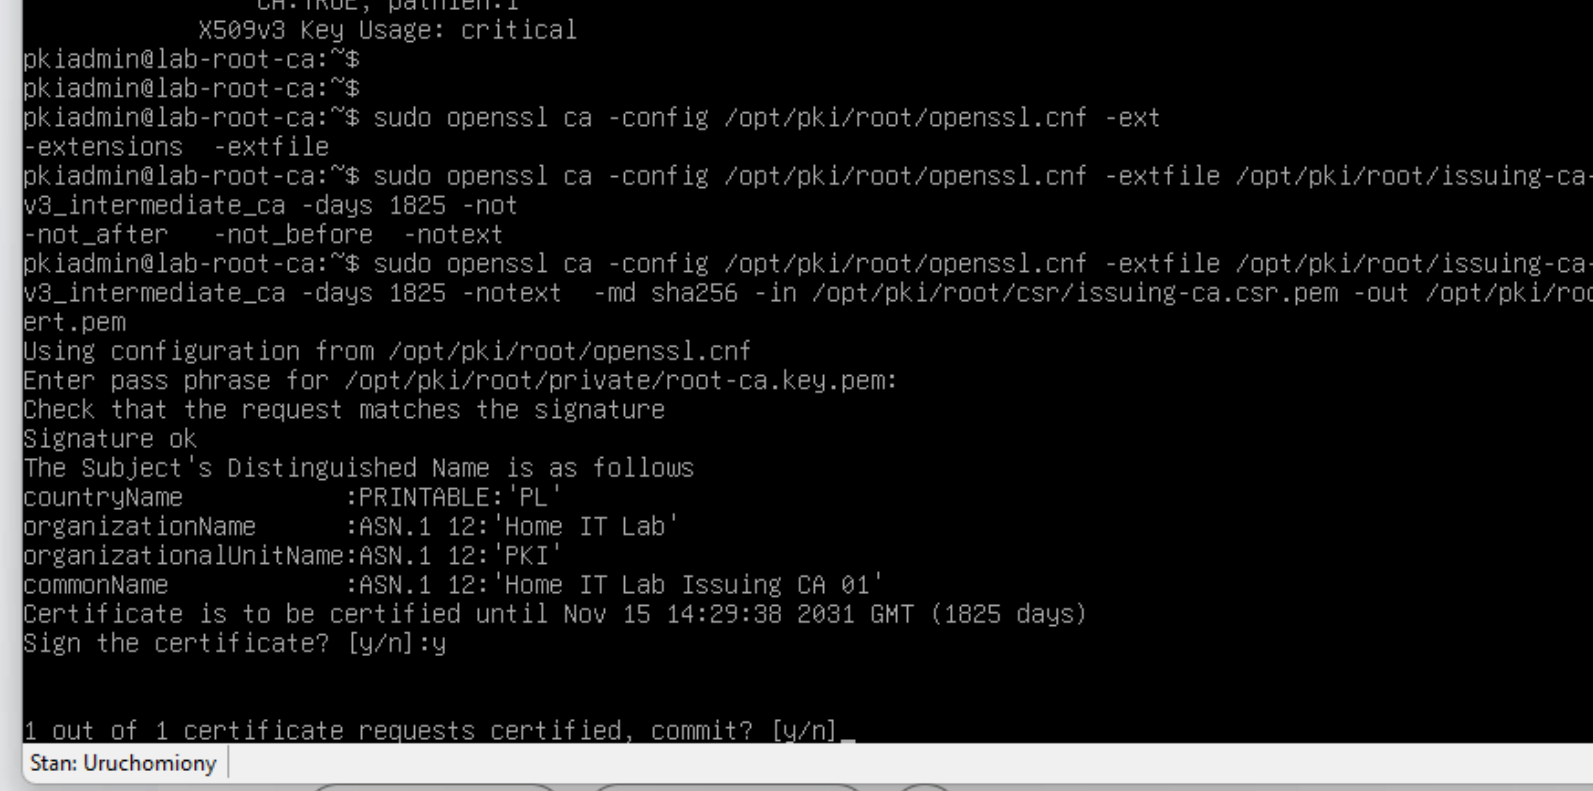 CA:TRUE, pathlen:1
X509v3 Key Usage: critical
pkiadmin@lab-root-ca:~$
pkiadmin@lab-root-ca:~$
pkiadmin@lab-root-ca:~$ sudo openssl ca -config /opt/pki/root/openssl.cnf -ext
-extensions  -extfile
pkiadmin@lab-root-ca:~$ sudo openssl ca -config /opt/pki/root/openssl.cnf -extfile /opt/pki/root/issuing-ca-
v3_intermediate_ca -days 1825 -not
-not_after   -not_before  -notext
pkiadmin@lab-root-ca:~$ sudo openssl ca -config /opt/pki/root/openssl.cnf -extfile /opt/pki/root/issuing-ca-
v3_intermediate_ca -days 1825 -notext  -md sha256 -in /opt/pki/root/csr/issuing-ca.csr.pem -out /opt/pki/roo
ert.pem
Using configuration from /opt/pki/root/openssl.cnf
Enter pass phrase for /opt/pki/root/private/root-ca.key.pem:
Check that the request matches the signature
Signature ok
The Subject's Distinguished Name is as follows
countryName           :PRINTABLE:'PL'
organizationName      :ASN.1 12:'Home IT Lab'
organizationalUnitName:ASN.1 12:'PKI'
commonName            :ASN.1 12:'Home IT Lab Issuing CA 01'
Certificate is to be certified until Nov 15 14:29:38 2031 GMT (1825 days)
Sign the certificate? [y/n]:y
1 out of 1 certificate requests certified, commit? [y/n]_
Stan: Uruchomiony